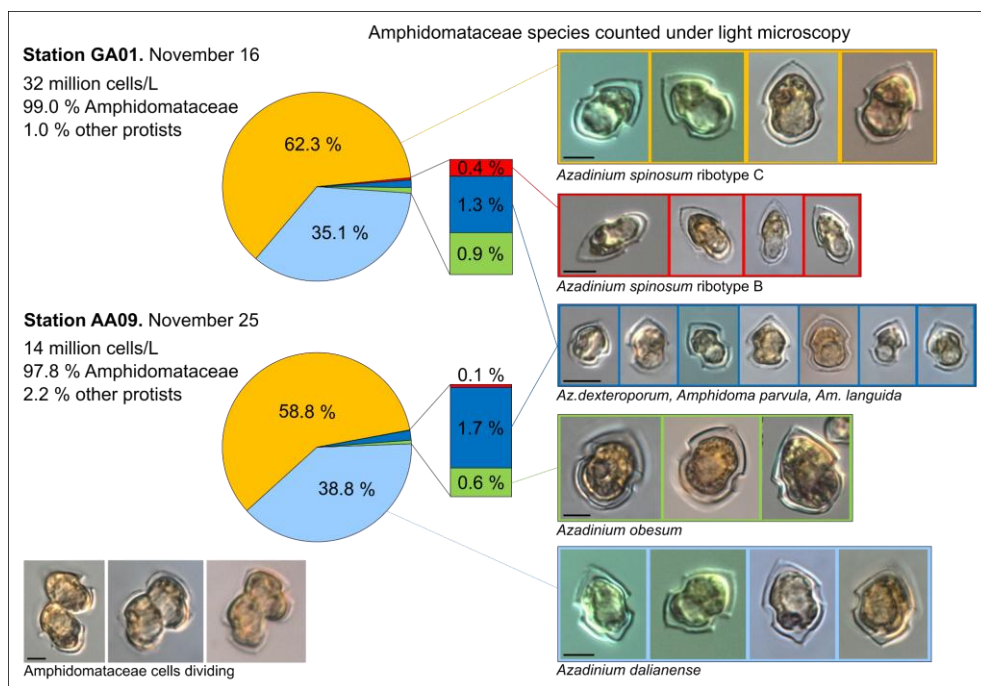 Amphidomataceae species counted under light microscopy
Station GA01. November 16
32 million cells/L
99.0 % Amphidomataceae
1.0 % other protists
62.3 %
35.1 %
0.4 %
1.3 %
0.9 %
Azadinium spinosum ribotype C
Azadinium spinosum ribotype B
Station AA09. November 25
14 million cells/L
97.8 % Amphidomataceae
2.2 % other protists
58.8 %
38.8 %
0.1 %
1.7 %
0.6 %
Az.dexteroporum, Amphidoma parvula, Am. languida
Azadinium obesum
Azadinium dalianense
Amphidomataceae cells dividing